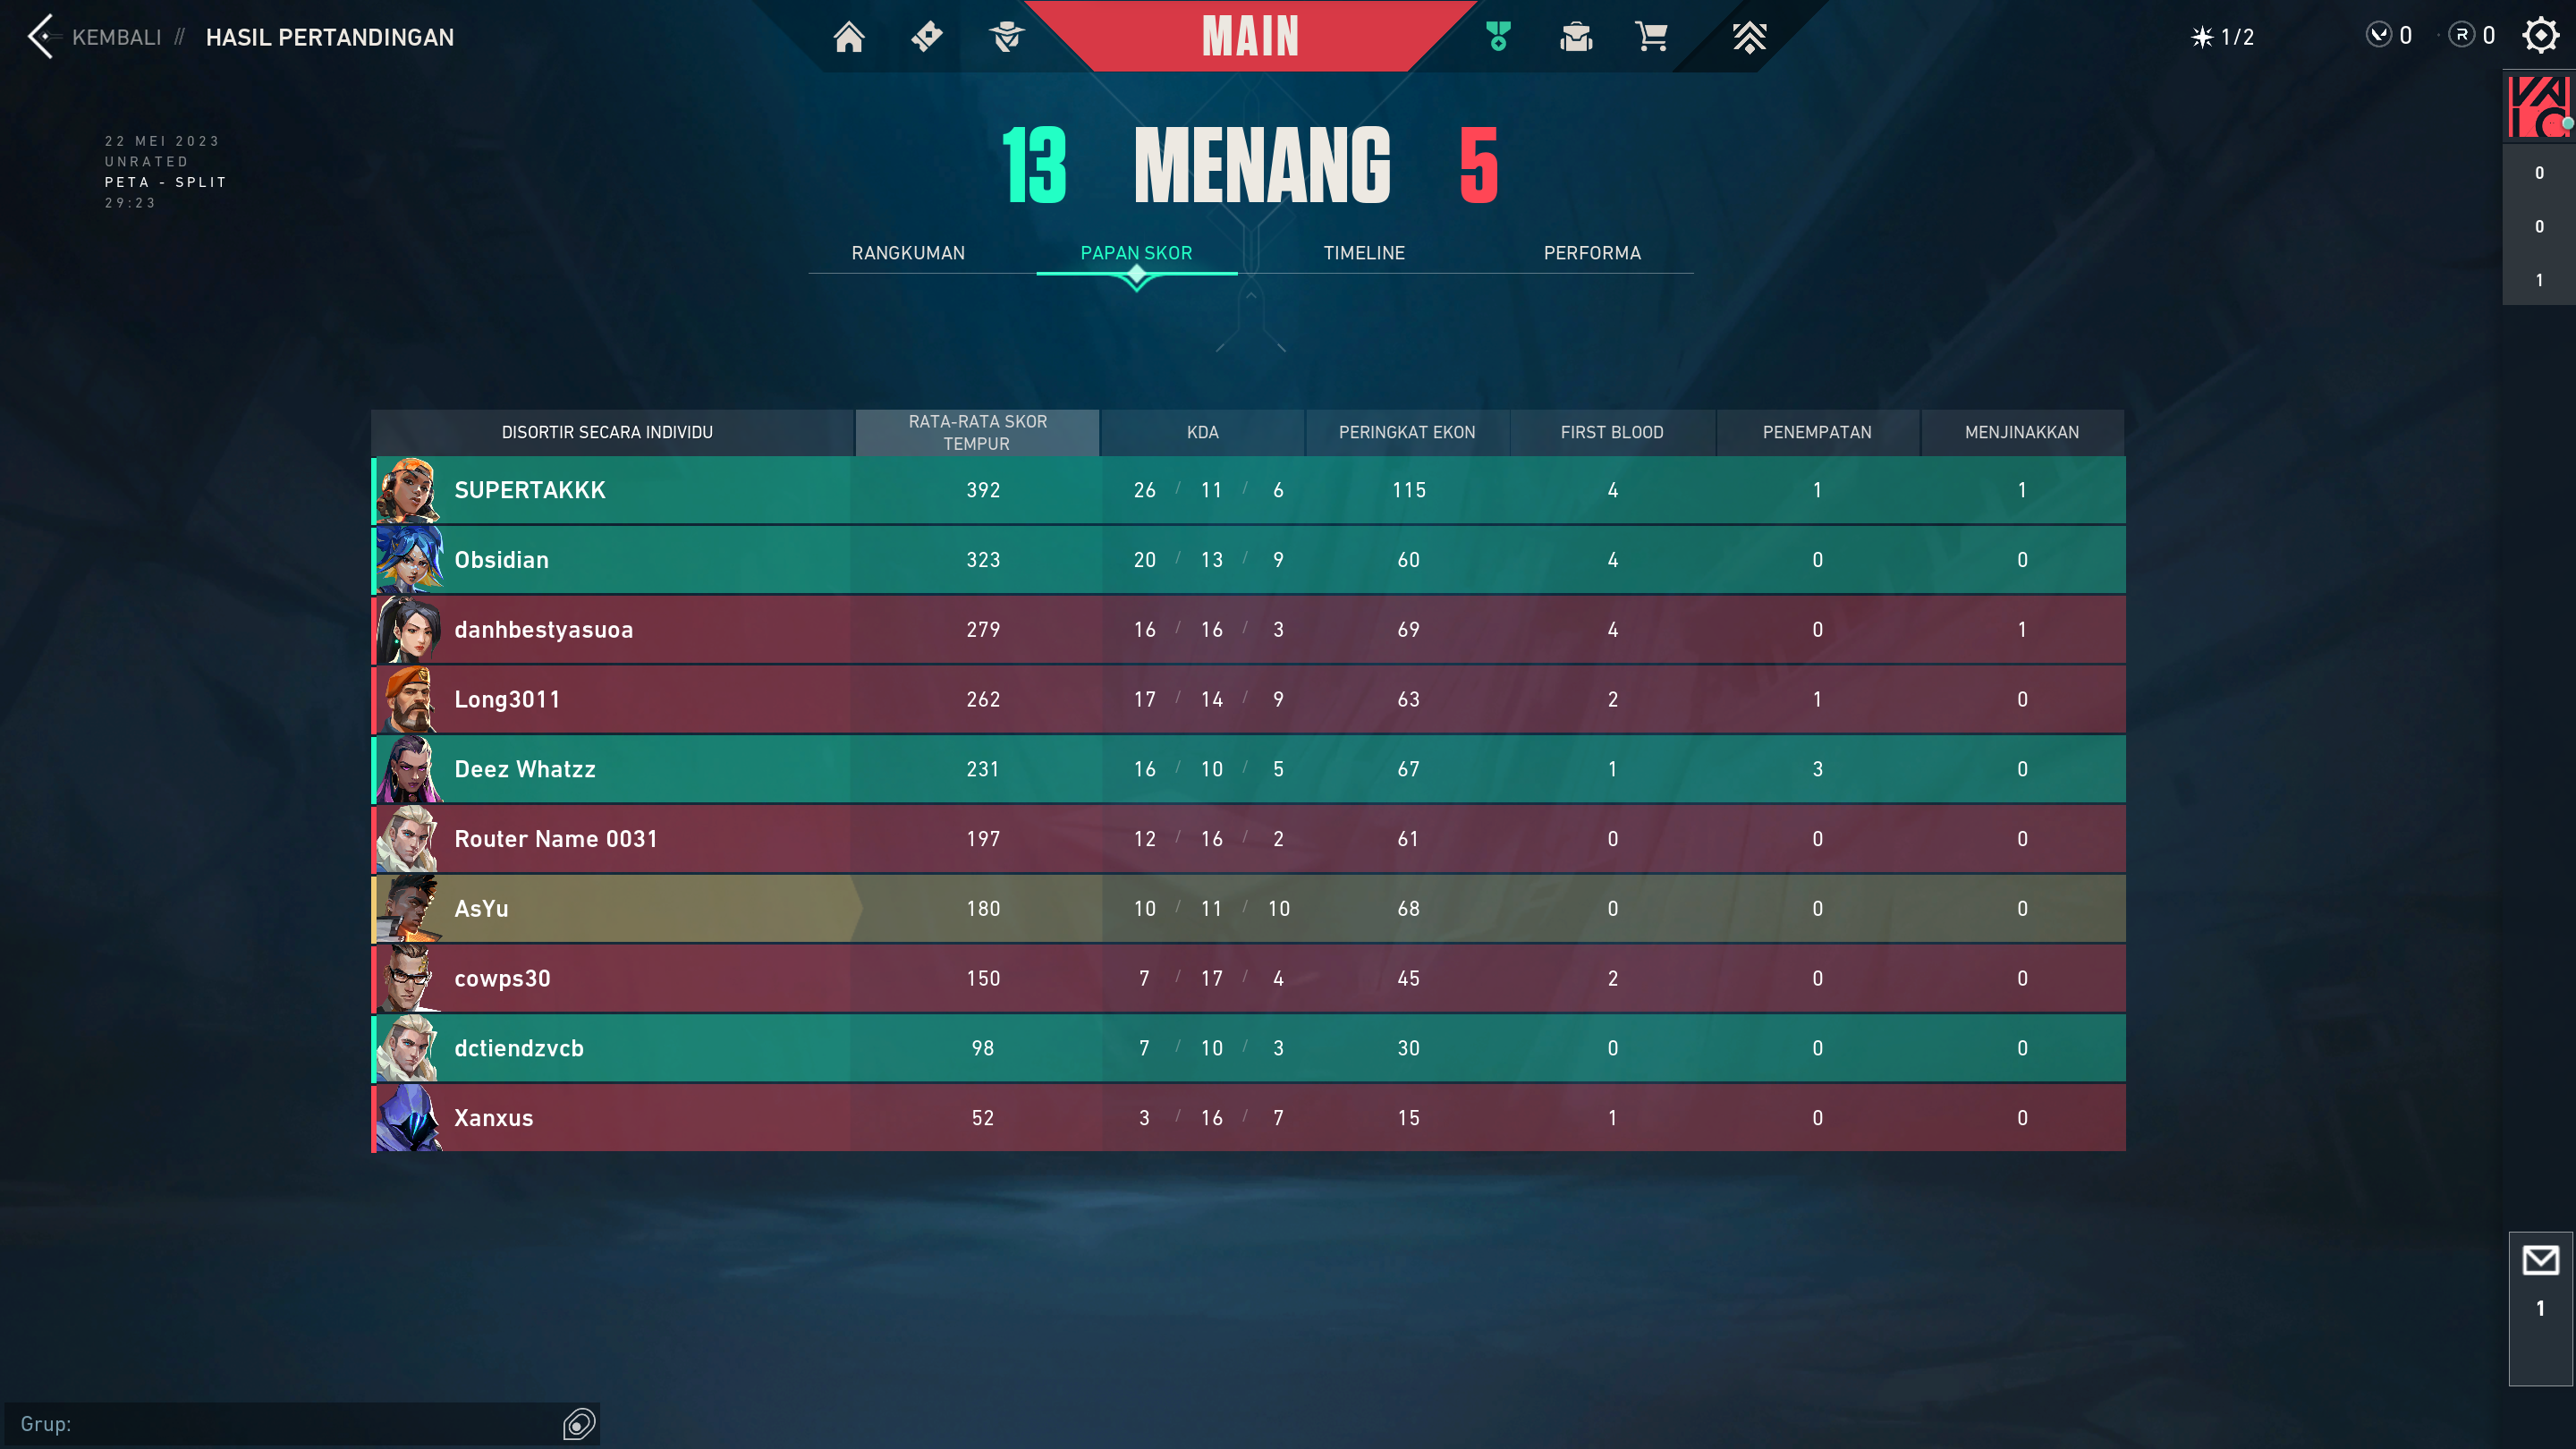 KEMBALI // HASIL PERTANDINGAN
MAIN
1/2
0
0
22 MEI 2023
UNRATED
PETA - SPLIT
29:23
13 MENANG 5
RANGKUMAN PAPAN SKOR TIMELINE PERFORMA
0
0
1
DISORTIR SECARA INDIVIDU RATA-RATA SKOR TEMPUR KDA PERINGKAT EKON FIRST BLOOD PENEMPATAN MENJINAKKAN
SUPERTAKKK 392 26 / 11 / 6 115 4 1 1
Obsidian 323 20 / 13 / 9 60 4 0 0
danhbestyasuoa 279 16 / 16 / 3 69 4 0 1
Long3011 262 17 / 14 / 9 63 2 1 0
Deez Whatzz 231 16 / 10 / 5 67 1 3 0
Router Name 0031 197 12 / 16 / 2 61 0 0 0
AsYu 180 10 / 11 / 10 68 0 0 0
cowps30 150 7 / 17 / 4 45 2 0 0
dctiendzvcb 98 7 / 10 / 3 30 0 0 0
Xanxus 52 3 / 16 / 7 15 1 0 0
1
Grup: